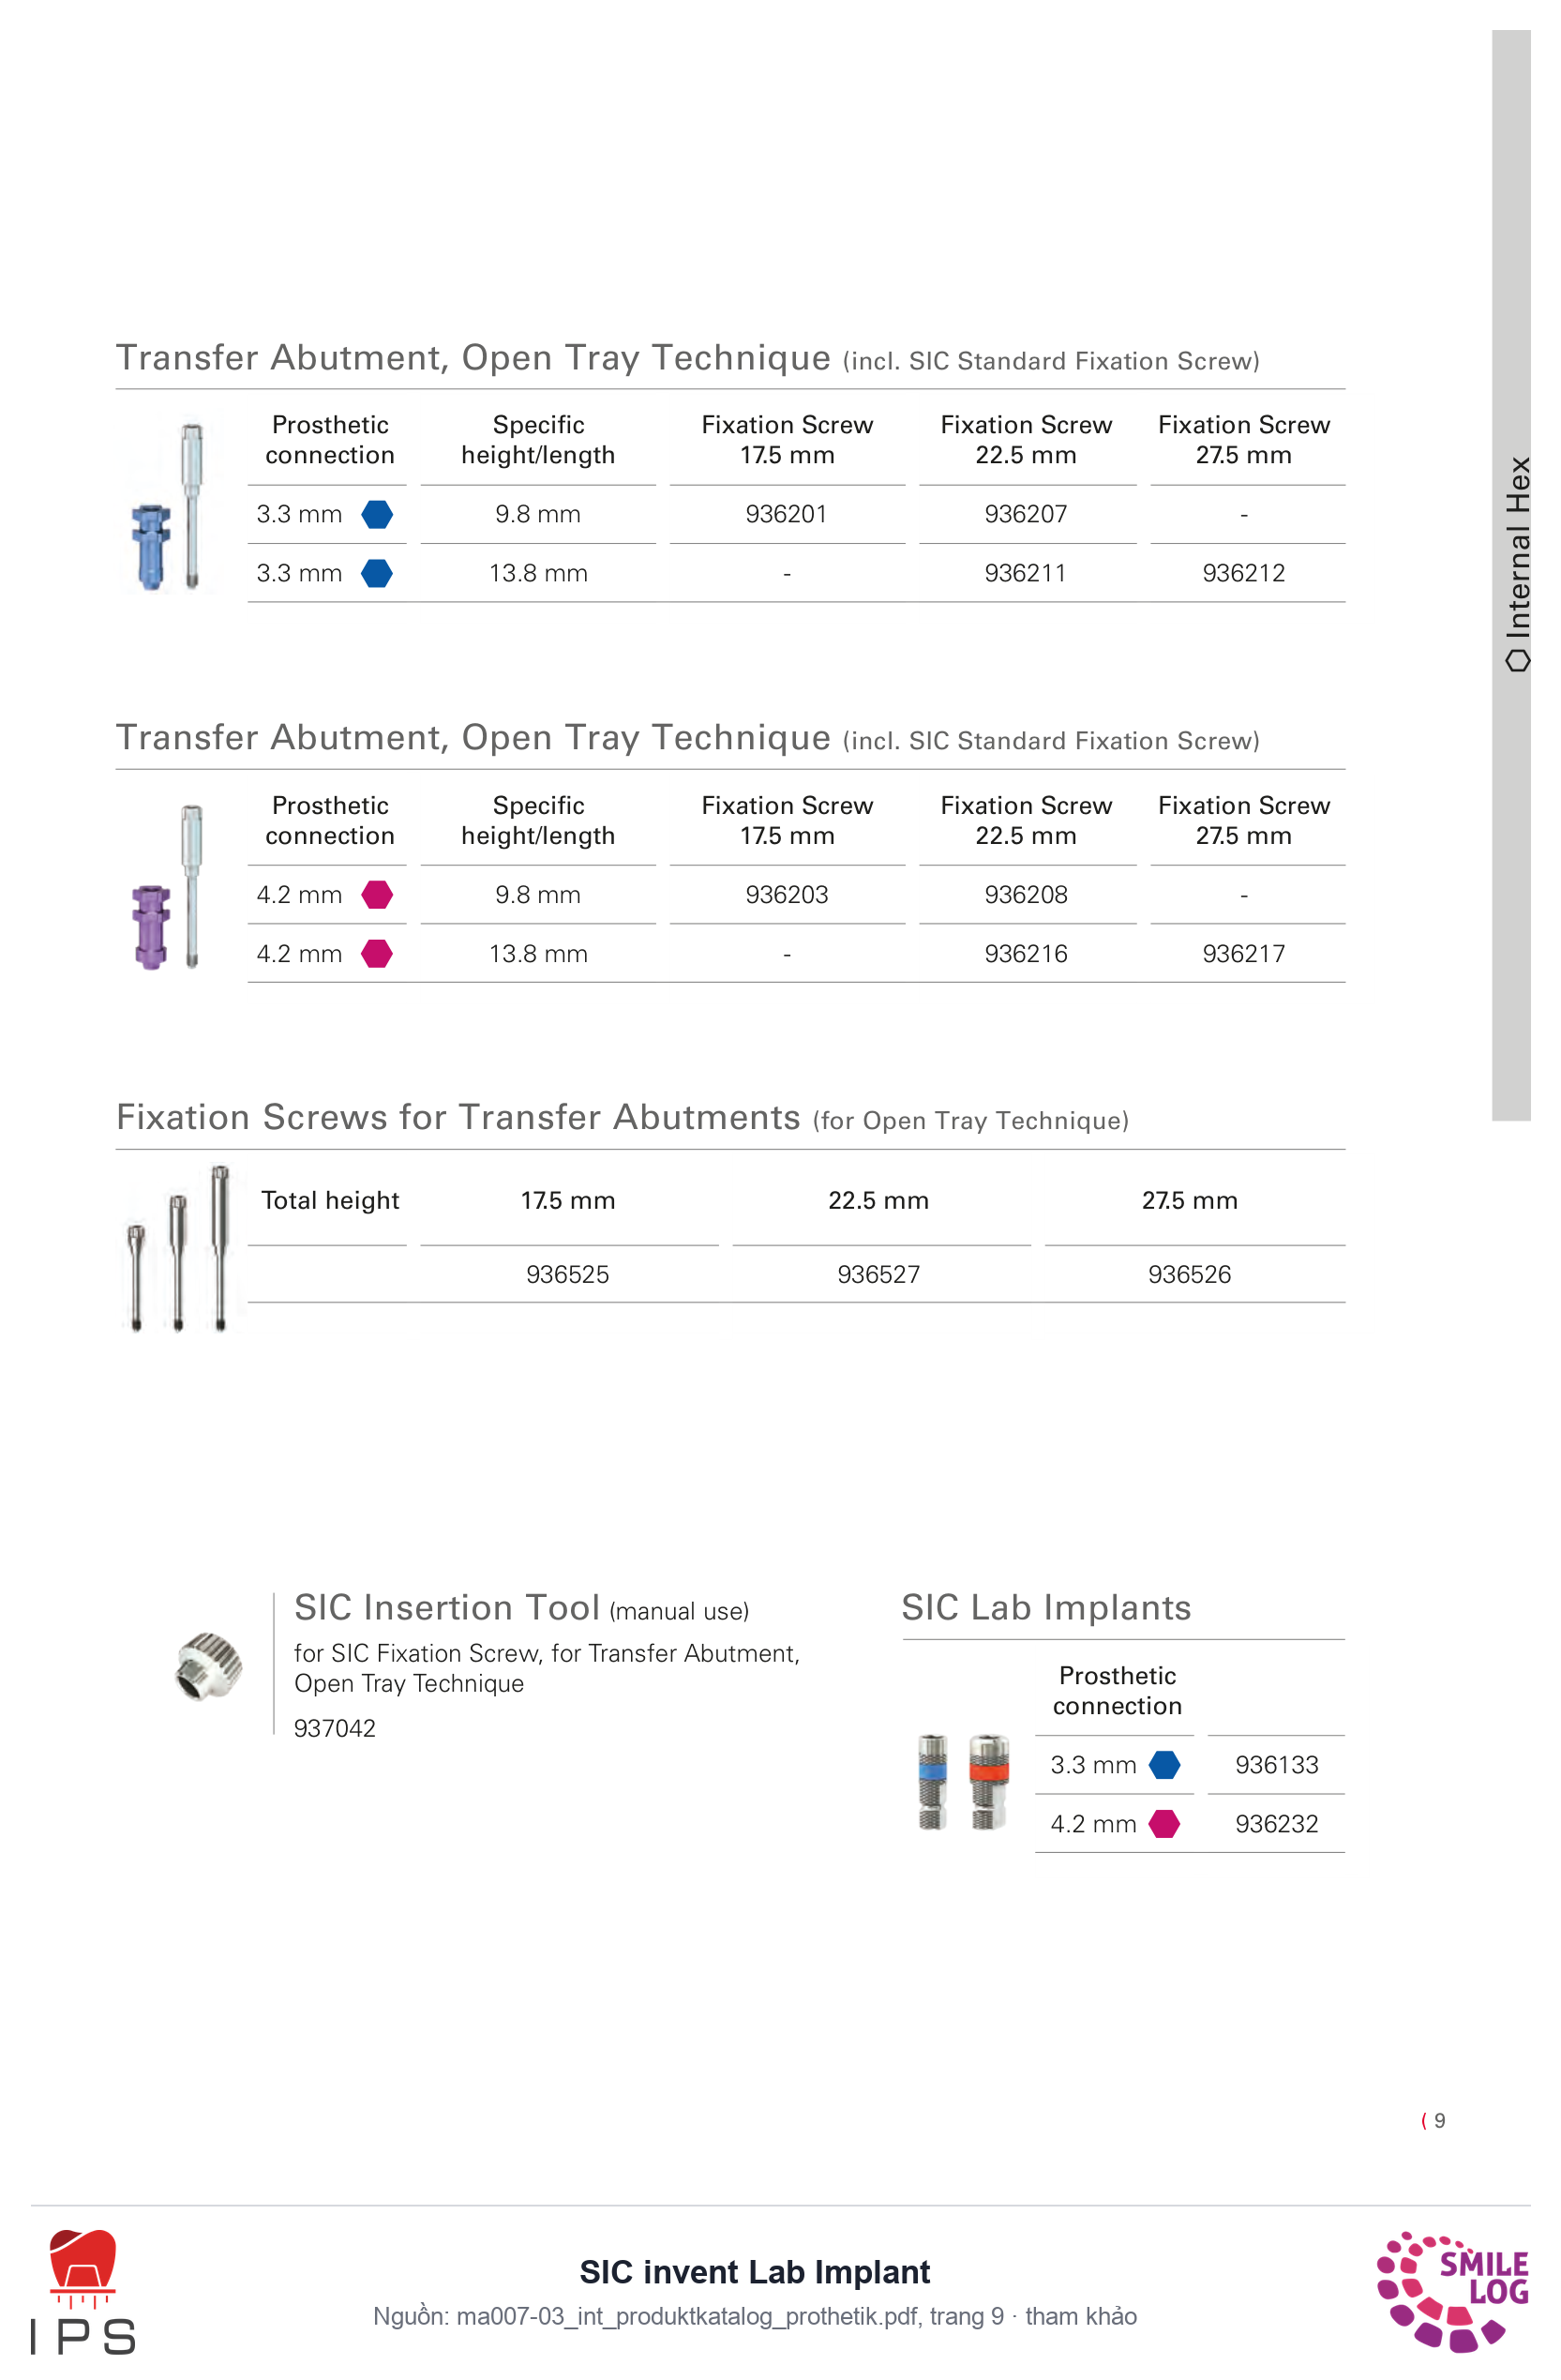 Internal Hex
Transfer Abutment, Open Tray Technique (incl. SIC Standard Fixation Screw)
Prosthetic connection Specific height/length Fixation Screw 17.5 mm Fixation Screw 22.5 mm Fixation Screw 27.5 mm
3.3 mm 9.8 mm 936201 936207 -
3.3 mm 13.8 mm - 936211 936212
Transfer Abutment, Open Tray Technique (incl. SIC Standard Fixation Screw)
Prosthetic connection Specific height/length Fixation Screw 17.5 mm Fixation Screw 22.5 mm Fixation Screw 27.5 mm
4.2 mm 9.8 mm 936203 936208 -
4.2 mm 13.8 mm - 936216 936217
Fixation Screws for Transfer Abutments (for Open Tray Technique)
Total height 17.5 mm 22.5 mm 27.5 mm
936525 936527 936526
SIC Insertion Tool (manual use)
for SIC Fixation Screw, for Transfer Abutment,
Open Tray Technique
937042
SIC Lab Implants
Prosthetic
connection
3.3 mm 936133
4.2 mm 936232
( 9
IPS
SIC invent Lab Implant
Nguồn: ma007-03_int_produktkatalog_prothetik.pdf, trang 9 · tham khảo
SMILE
LOG